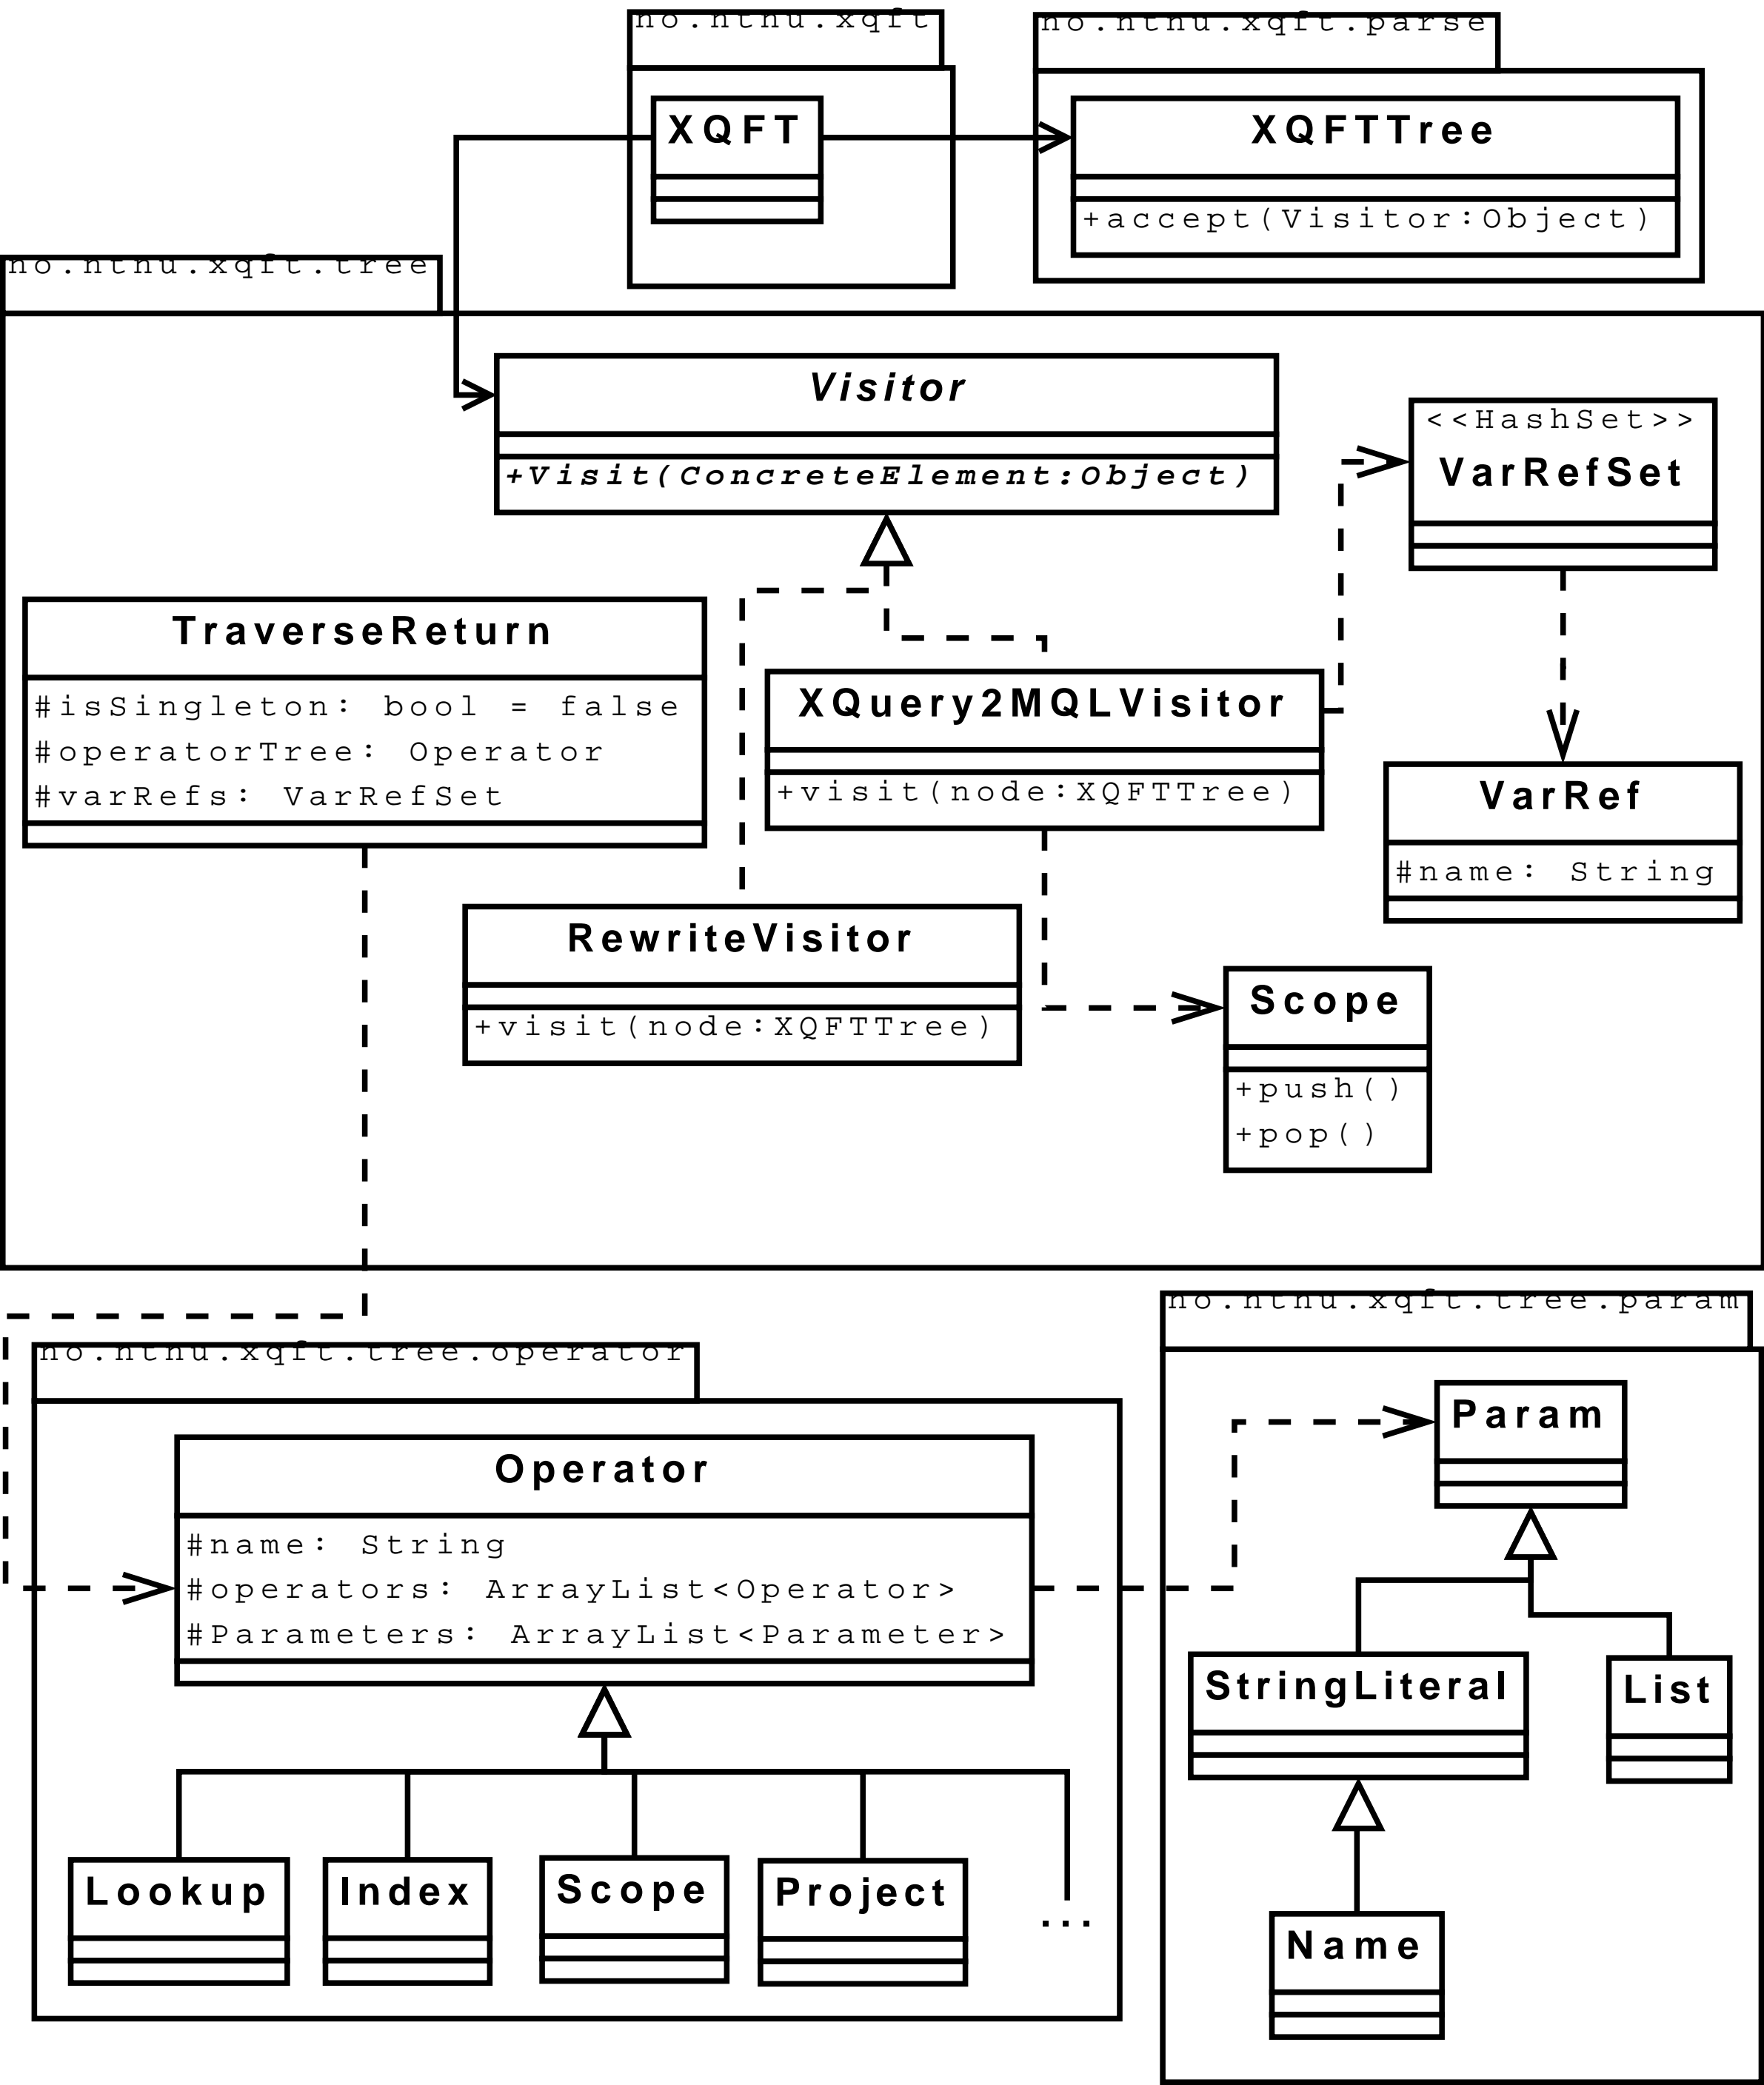 no.ntnu.xqft
no.ntnu.xqft.parse
XQFT
XQFTTree
+accept(Visitor:Object)
no.ntnu.xqft.tree
Visitor
+Visit(ConcreteElement:Object)
<<HashSet>>
VarRefSet
TraverseReturn
#isSingleton: bool = false
#operatorTree: Operator
#varRefs: VarRefSet
XQuery2MQLVisitor
+visit(node:XQFTTree)
VarRef
#name: String
RewriteVisitor
+visit(node:XQFTTree)
Scope
+push()
+pop()
no.ntnu.xqft.tree.operator
Operator
#name: String
#operators: ArrayList<Operator>
#Parameters: ArrayList<Parameter>
Lookup
Index
Scope
Project
...
no.ntnu.xqft.tree.param
Param
StringLiteral
List
Name